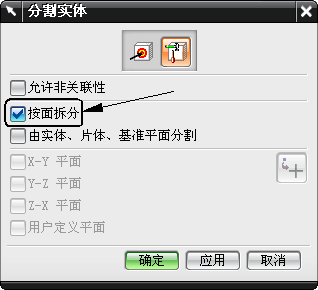 分割实体
允许非关联性
按面拆分
由实体、片体、基准平面分割
X-Y 平面
Y-Z 平面
Z-X 平面
用户定义平面
确定 应用 取消